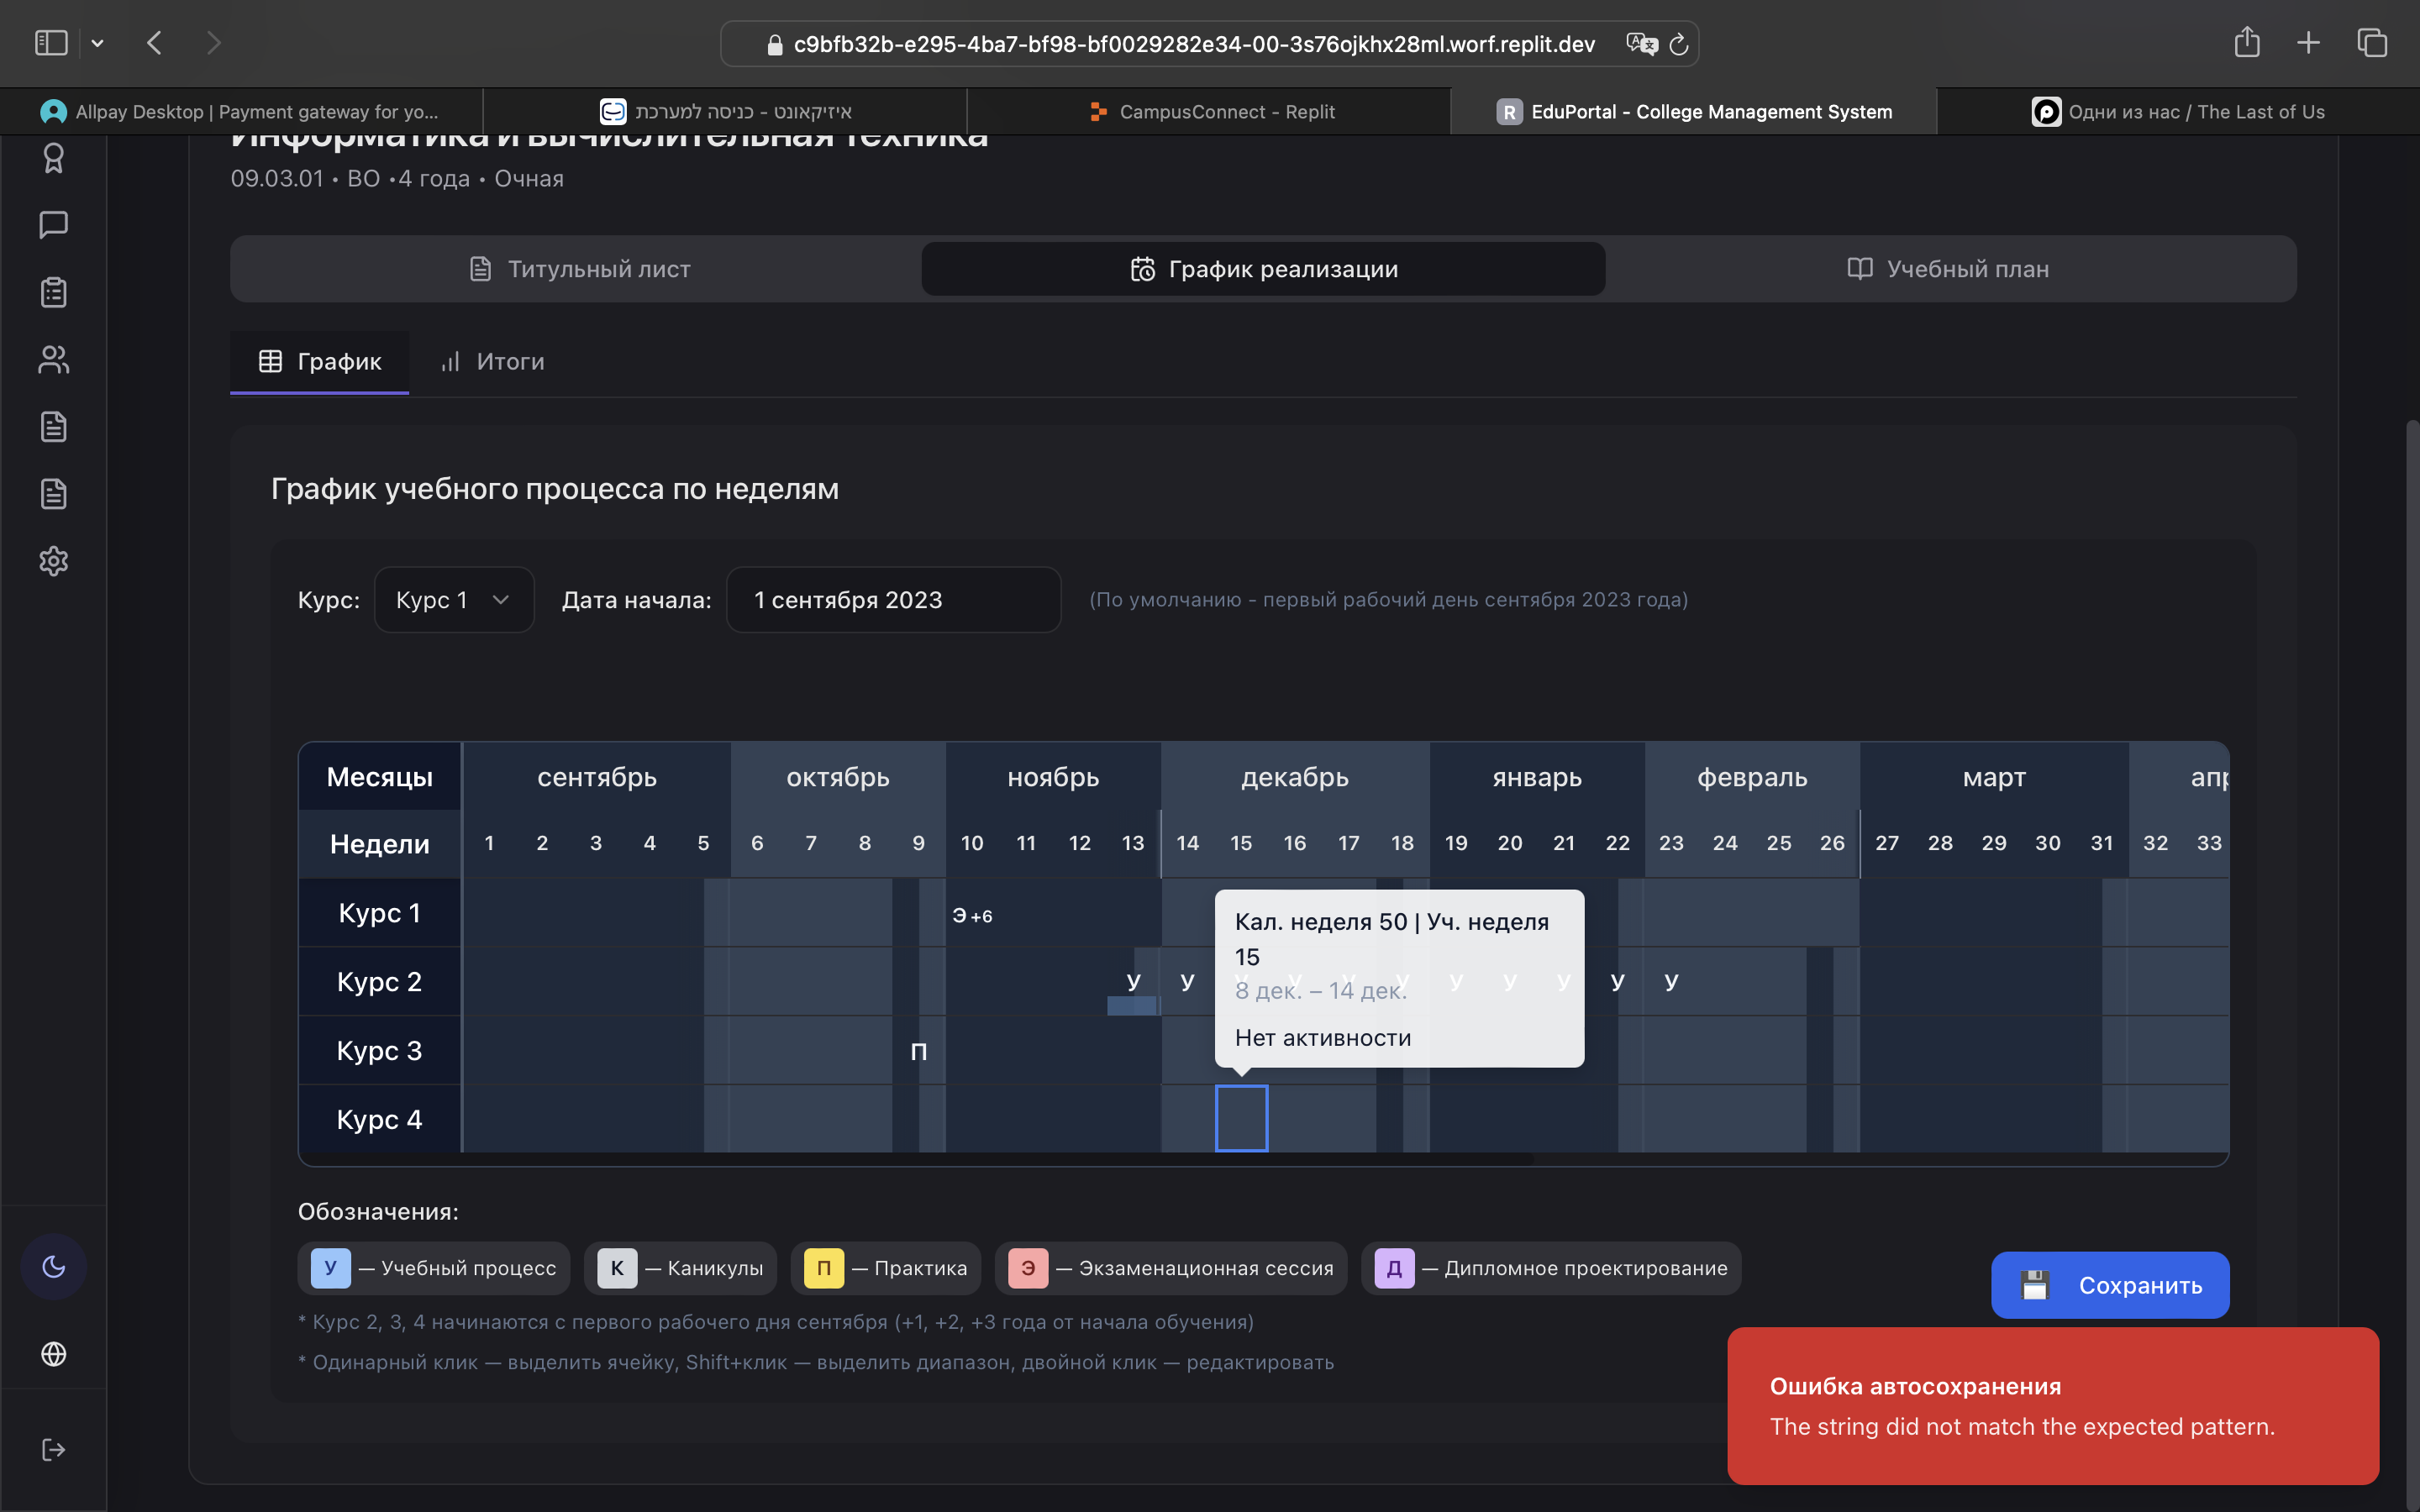 c9bfb32b-e295-4ba7-bf98-bf0029282e34-00-3s76ojkhx28ml.worf.replit.dev
Allpay Desktop | Payment gateway for yo...
איזיקאונט - כניסה למערכת
CampusConnect - Replit
R EduPortal - College Management System
Одни из нас / The Last of Us
Информатика и вычислительная техника
09.03.01 • ВО •4 года • Очная
Титульный лист
График реализации
Учебный план
График
Итоги
График учебного процесса по неделям
Курс: Курс 1 Дата начала: 1 сентября 2023 (По умолчанию - первый рабочий день сентября 2023 года)
Месяцы сентябрь октябрь ноябрь декабрь январь февраль март апр
Недели 1 2 3 4 5 6 7 8 9 10 11 12 13 14 15 16 17 18 19 20 21 22 23 24 25 26 27 28 29 30 31 32 33
Курс 1 Э +6
Кал. неделя 50 | Уч. неделя
15
8 дек. – 14 дек.
Нет активности
Курс 2 У У У У У У У У У У У
Курс 3 П
Курс 4
Обозначения:
У — Учебный процесс К — Каникулы П — Практика Э — Экзаменационная сессия Д — Дипломное проектирование
Сохранить
* Курс 2, 3, 4 начинаются с первого рабочего дня сентября (+1, +2, +3 года от начала обучения)
* Одинарный клик — выделить ячейку, Shift+клик — выделить диапазон, двойной клик — редактировать
Ошибка автосохранения
The string did not match the expected pattern.